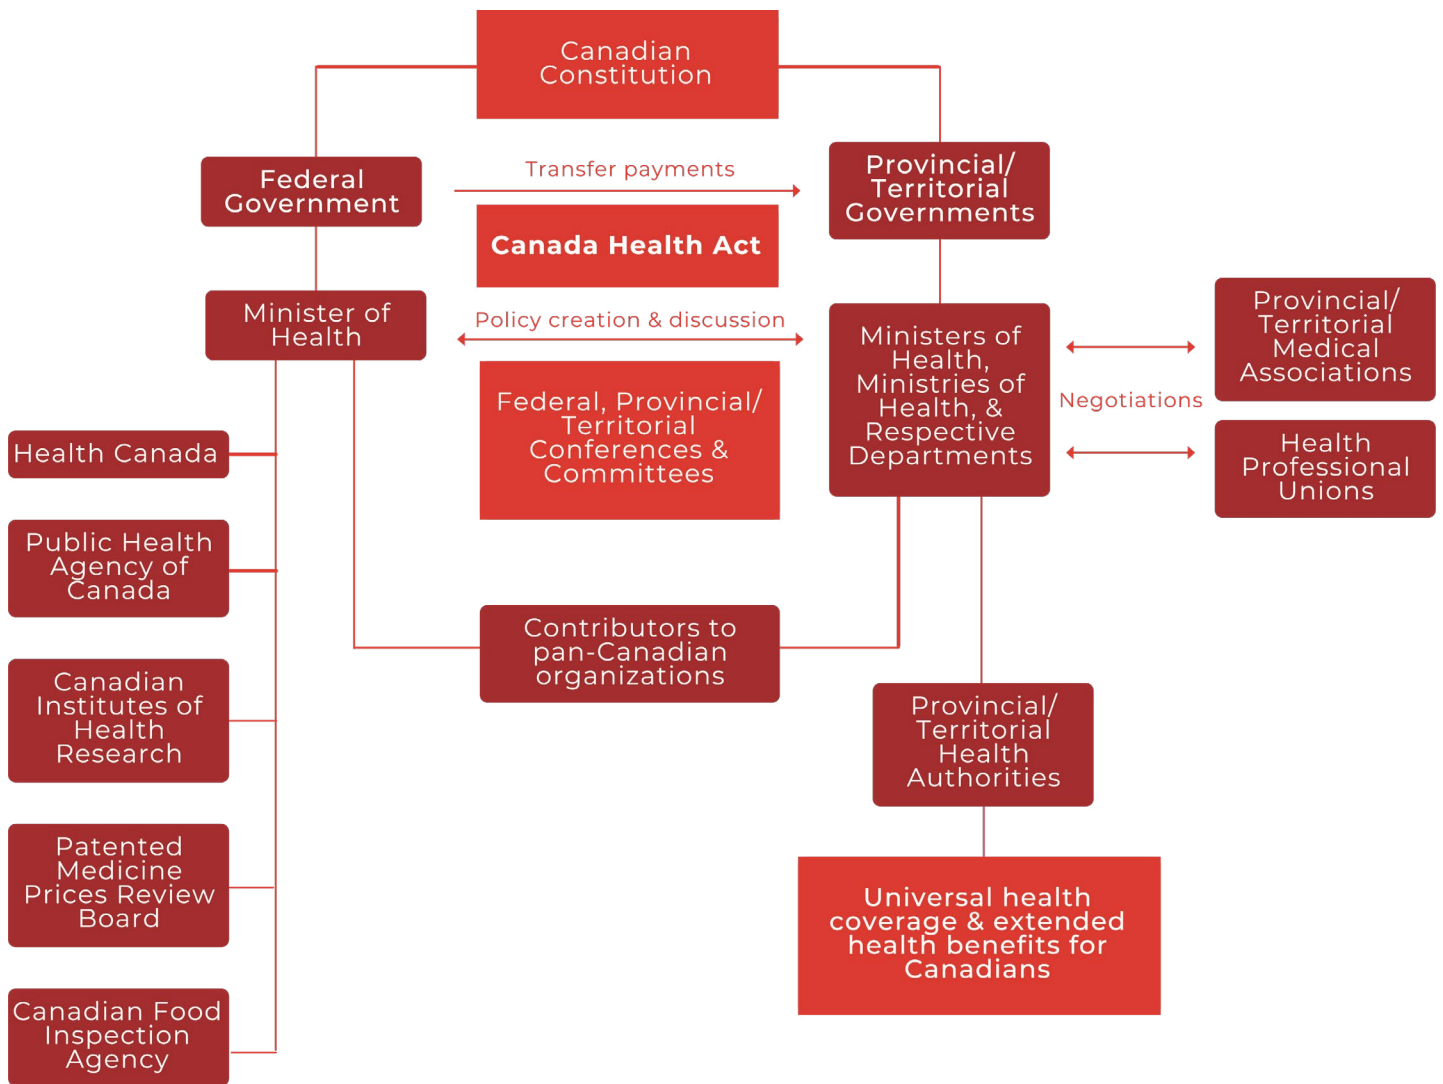 Canadian
Constitution
Federal
Government
Transfer payments
Provincial/
Territorial
Governments
Canada Health Act
Minister of
Health
Policy creation & discussion
Ministers of
Health,
Ministries of
Health, &
Respective
Departments
Provincial/
Territorial
Medical
Associations
Negotiations
Health
Professional
Unions
Federal, Provincial/
Territorial
Conferences &
Committees
Health Canada
Public Health
Agency of
Canada
Contributors to
pan-Canadian
organizations
Canadian
Institutes of
Health
Research
Provincial/
Territorial
Health
Authorities
Patented
Medicine
Prices Review
Board
Universal health
coverage & extended
health benefits for
Canadians
Canadian Food
Inspection
Agency